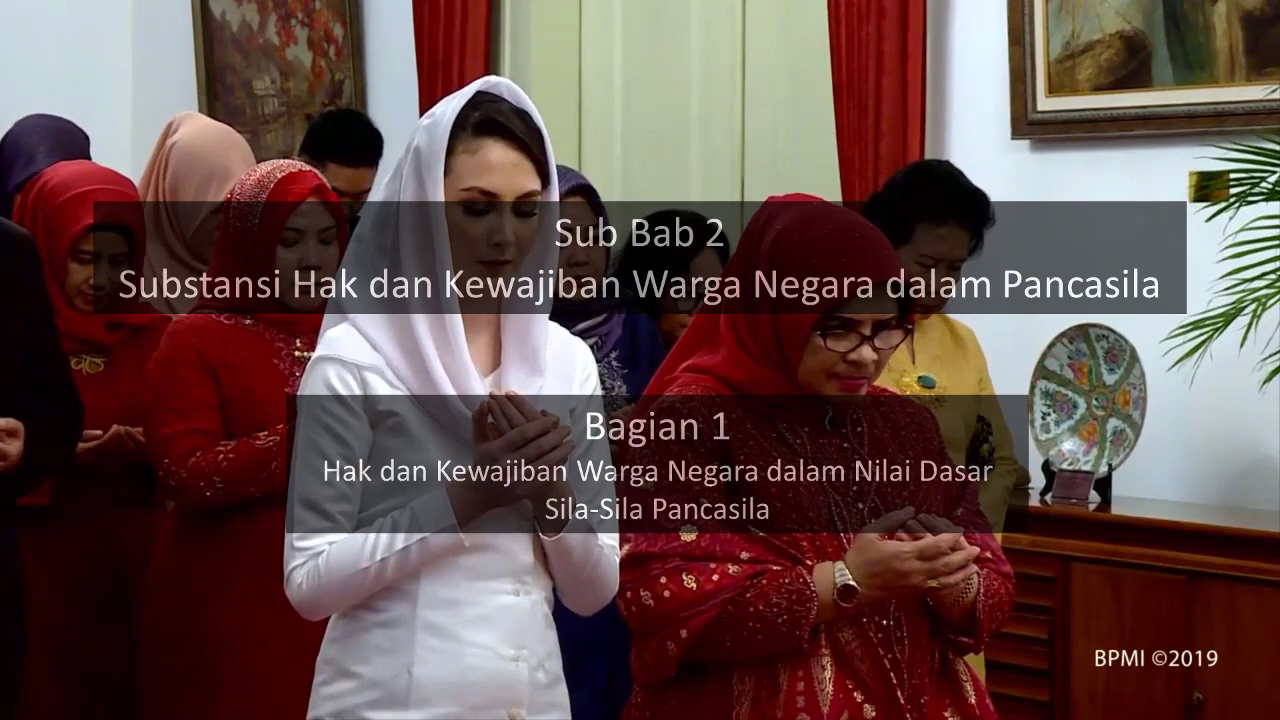 Sub Bab 2
Substansi Hak dan Kewajiban Warga Negara dalam Pancasila
Bagian 1
Hak dan Kewajiban Warga Negara dalam Nilai Dasar
Sila-Sila Pancasila
BPMI ©2019